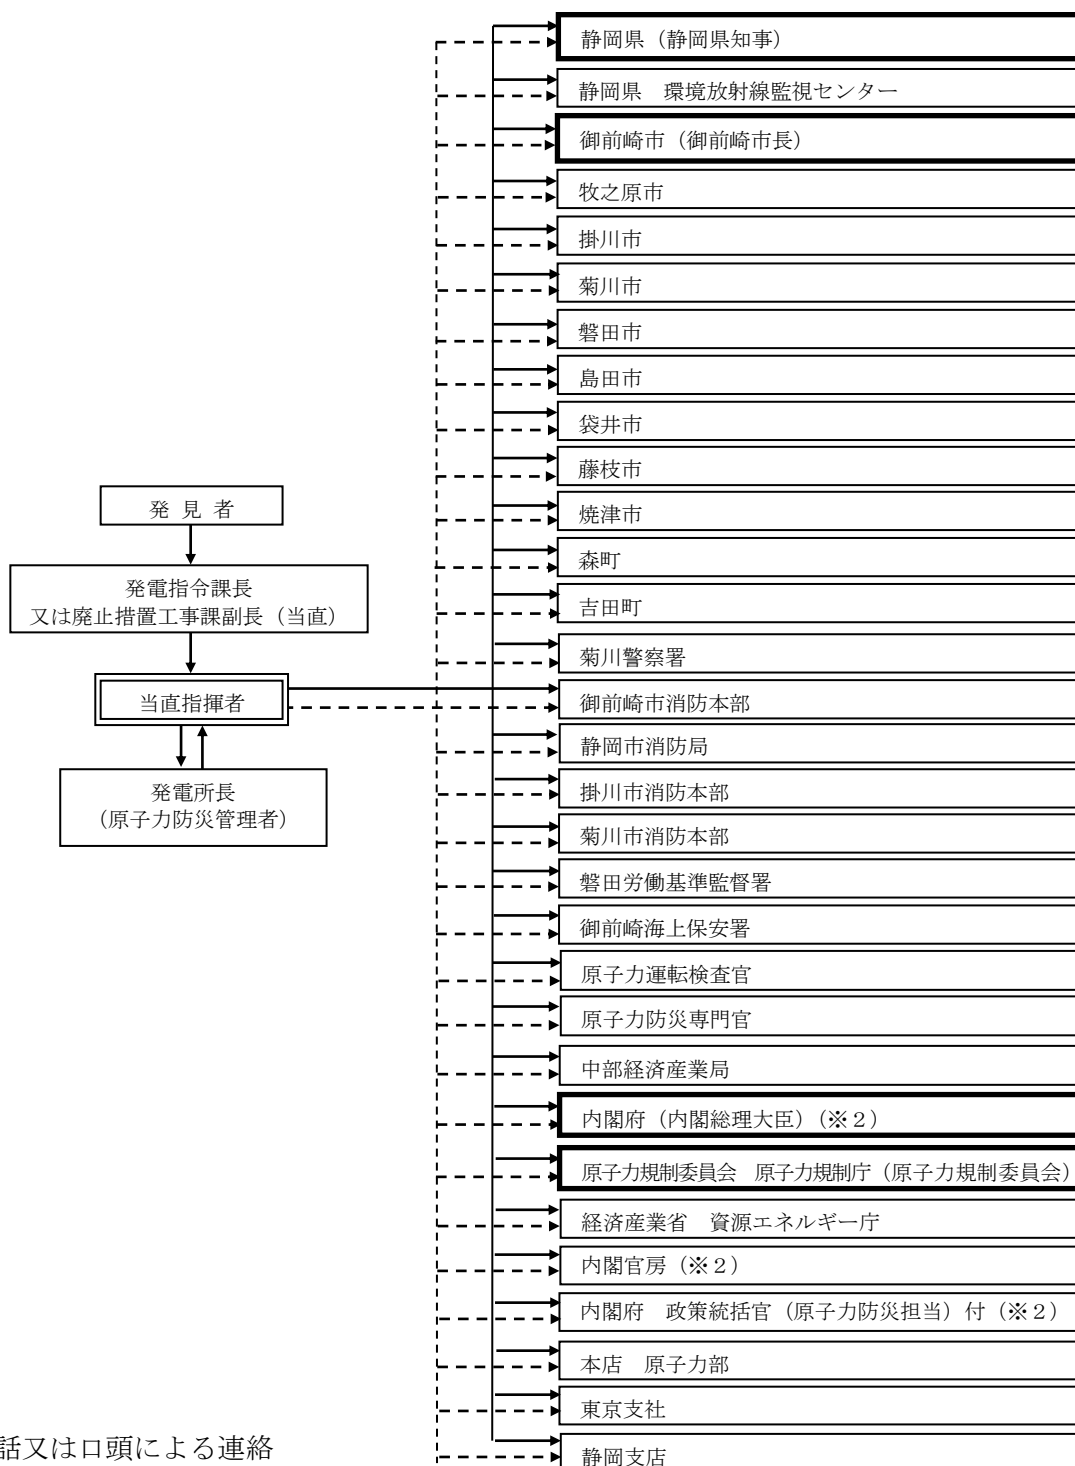 静岡県（静岡県知事）
静岡県　環境放射線監視センター
御前崎市（御前崎市長）
牧之原市
掛川市
菊川市
磐田市
島田市
袋井市
藤枝市
焼津市
森町
吉田町
菊川警察署
御前崎市消防本部
静岡市消防局
掛川市消防本部
菊川市消防本部
磐田労働基準監督署
御前崎海上保安署
原子力運転検査官
原子力防災専門官
中部経済産業局
内閣府（内閣総理大臣）（※２）
原子力規制委員会　原子力規制庁（原子力規制委員会）
経済産業省　資源エネルギー庁
内閣官房（※２）
内閣府　政策統括官（原子力防災担当）付（※２）
本店　原子力部
東京支社
静岡支店
発 見 者
発電指令課長
又は廃止措置工事課副長（当直）
当直指揮者
発電所長
（原子力防災管理者）
話又は口頭による連絡